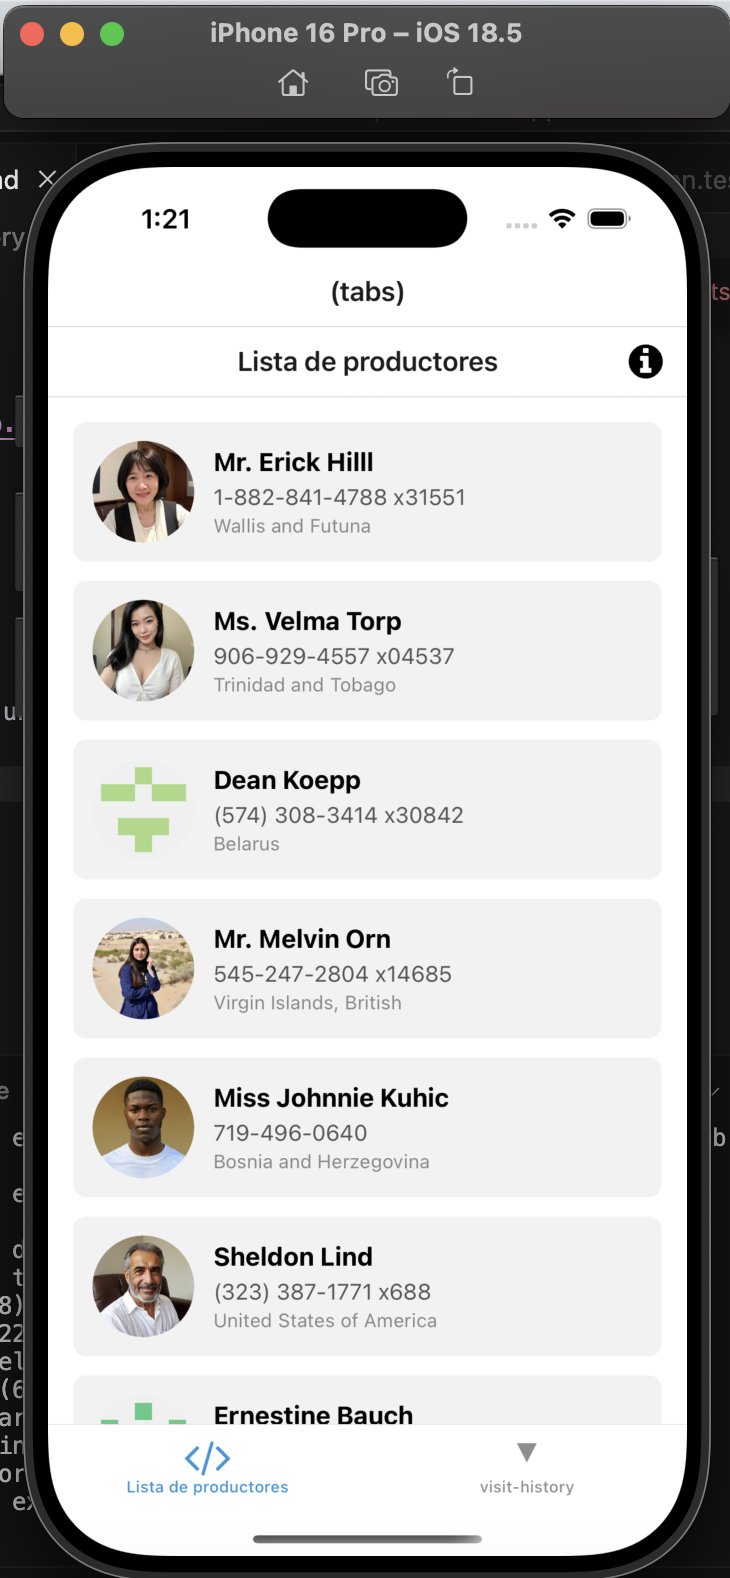 iPhone 16 Pro – iOS 18.5
1:21
(tabs)
Lista de productores
Mr. Erick Hilll
1-882-841-4788 x31551
Wallis and Futuna
Ms. Velma Torp
906-929-4557 x04537
Trinidad and Tobago
Dean Koepp
(574) 308-3414 x30842
Belarus
Mr. Melvin Orn
545-247-2804 x14685
Virgin Islands, British
Miss Johnnie Kuhic
719-496-0640
Bosnia and Herzegovina
Sheldon Lind
(323) 387-1771 x688
United States of America
Ernestine Bauch
Lista de productores
visit-history